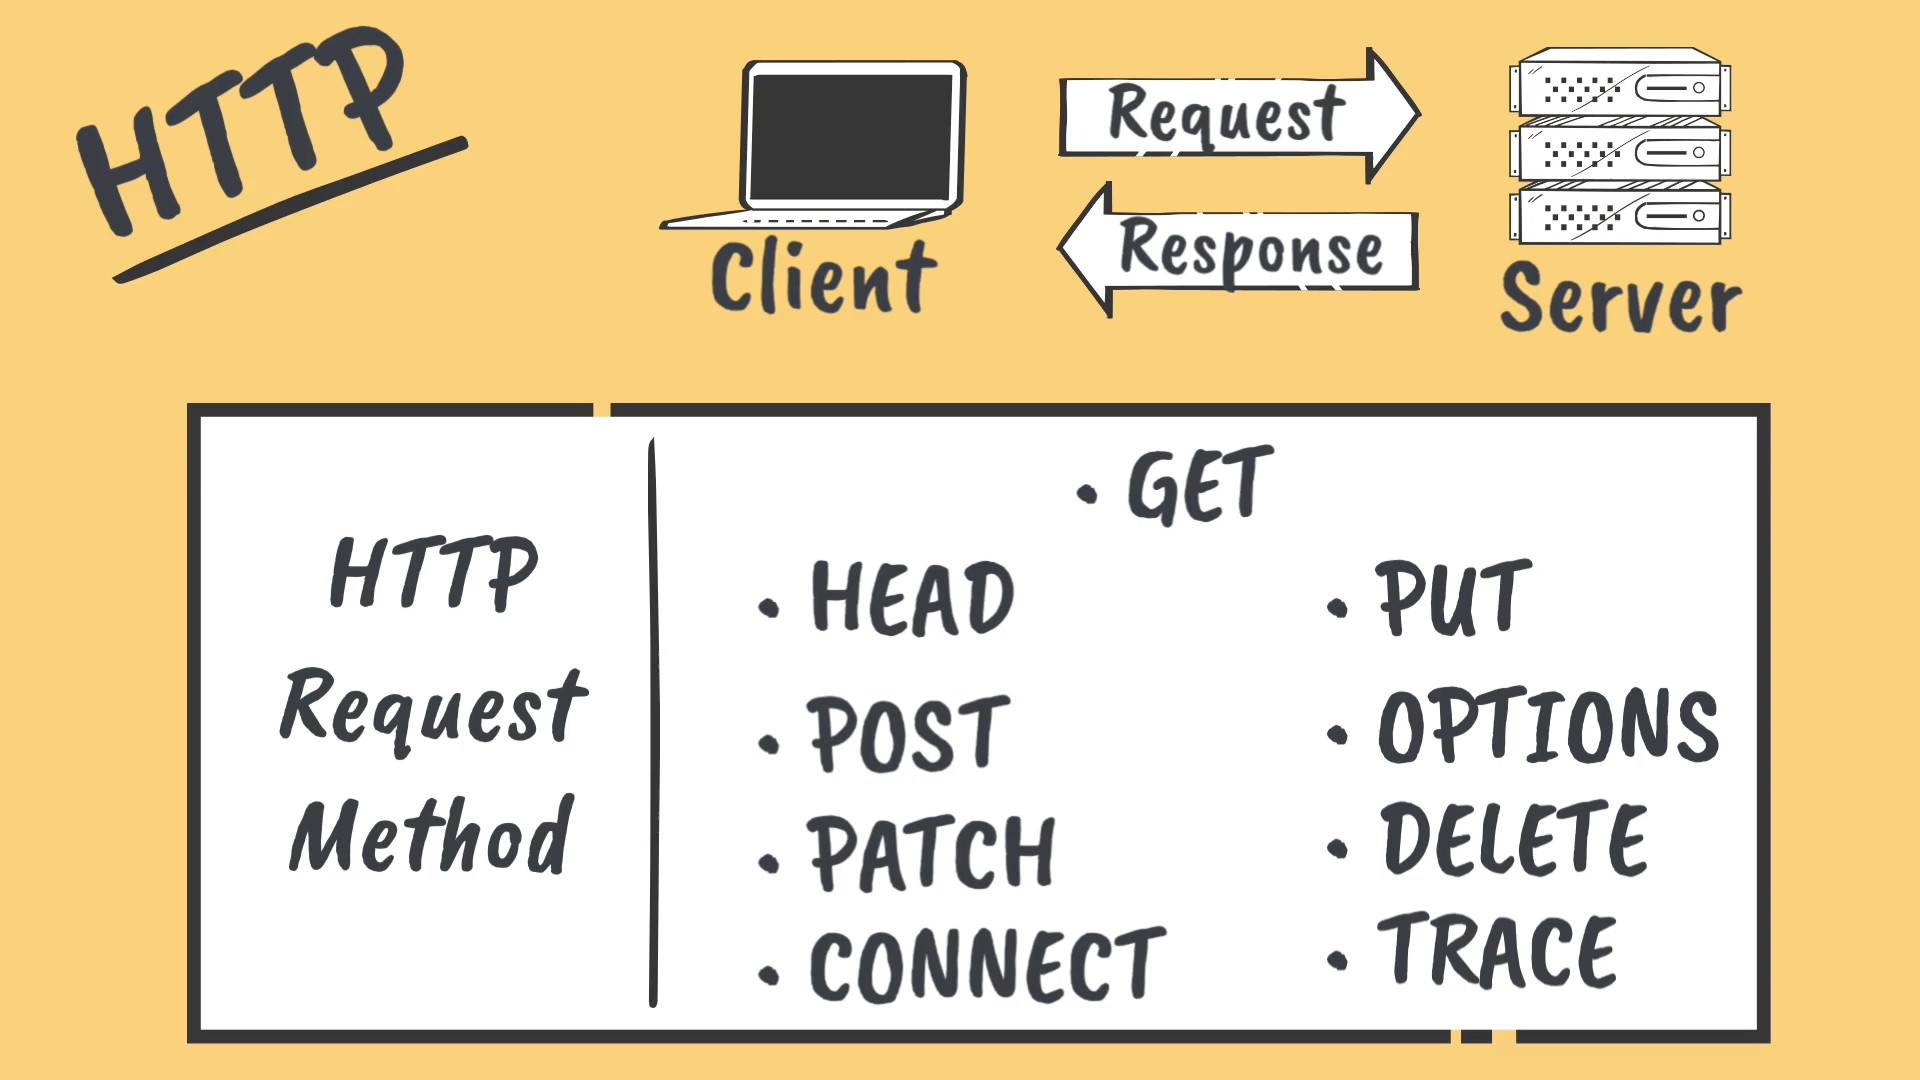 HTTP
Request
Response
Client
Server
HTTP
Request
Method
• GET
• HEAD
• POST
• PATCH
• CONNECT
• PUT
• OPTIONS
• DELETE
• TRACE